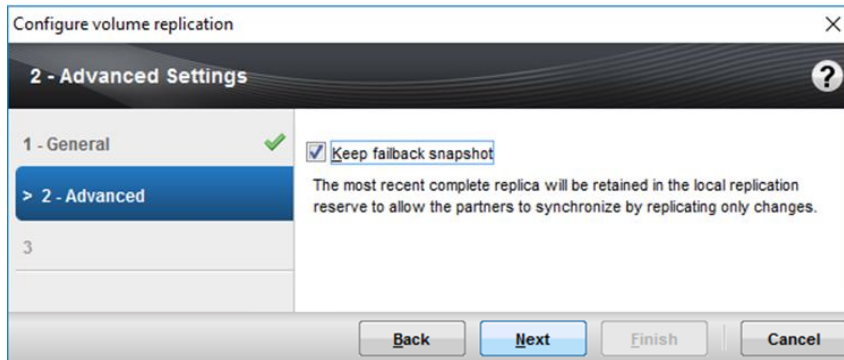 Configure volume replication
2 - Advanced Settings
?
1 - General
> 2 - Advanced
3
Keep failback snapshot
The most recent complete replica will be retained in the local replication
reserve to allow the partners to synchronize by replicating only changes.
Back Next Finish Cancel